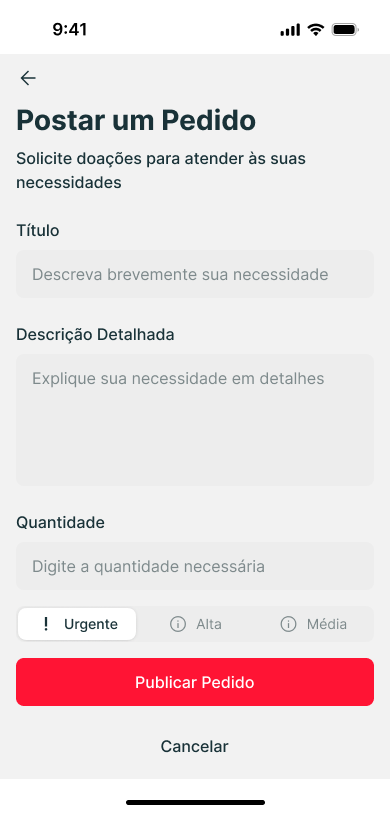 9:41
Postar um Pedido
Solicite doações para atender às suas
necessidades
Título
Descreva brevemente sua necessidade
Descrição Detalhada
Explique sua necessidade em detalhes
Quantidade
Digite a quantidade necessária
! Urgente
Alta
Média
Publicar Pedido
Cancelar